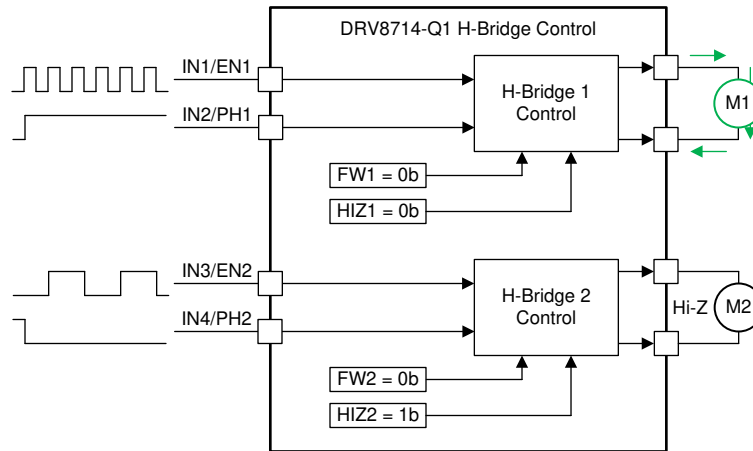 DRV8714-Q1 H-Bridge Control
IN1/EN1
IN2/PH1
H-Bridge 1
Control
M1
FW1 = 0b
HIZ1 = 0b
IN3/EN2
IN4/PH2
H-Bridge 2
Control
Hi-Z
M2
FW2 = 0b
HIZ2 = 1b